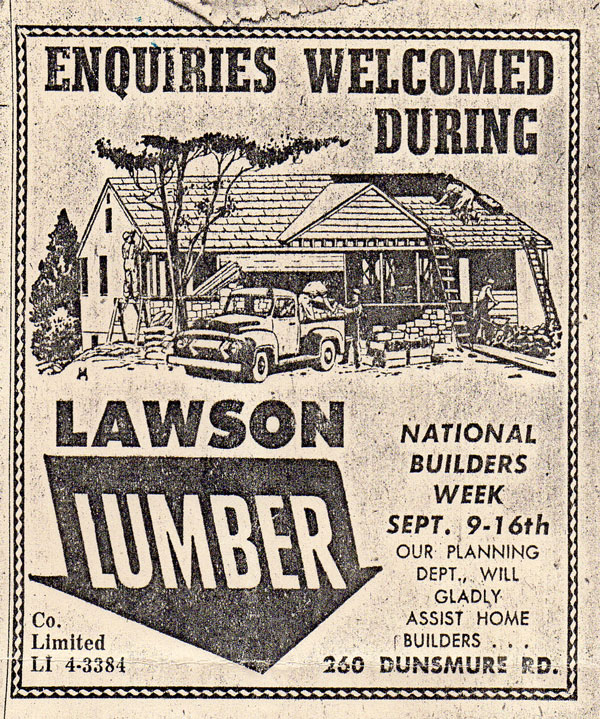 ENQUIRIES WELCOMED
DURING
LAWSON
LUMBER
Co.
Limited
LI 4-3384
NATIONAL
BUILDERS
WEEK
SEPT. 9-16th
OUR PLANNING
DEPT., WILL
GLADLY
ASSIST HOME
BUILDERS . . .
260 DUNSMURE RD.